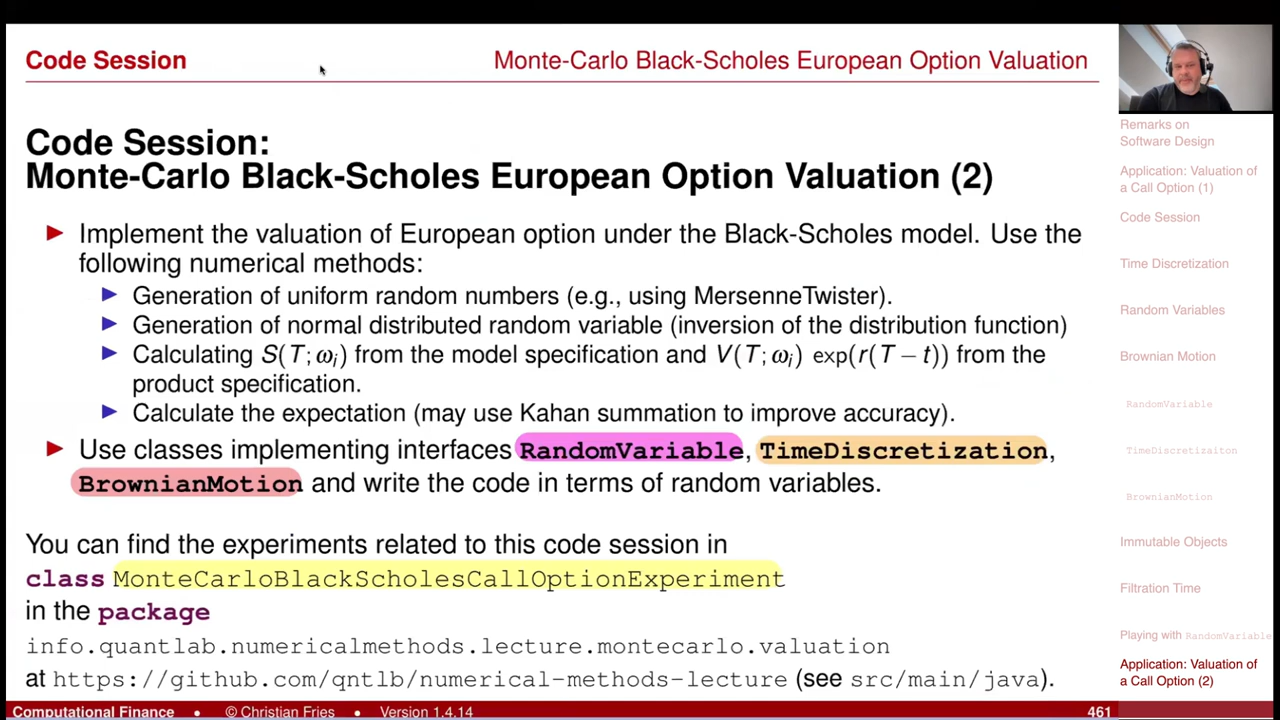 Code Session
Monte-Carlo Black-Scholes European Option Valuation
Code Session:
Monte-Carlo Black-Scholes European Option Valuation (2)
Implement the valuation of European option under the Black-Scholes model. Use the
following numerical methods:
Generation of uniform random numbers (e.g., using MersenneTwister).
Generation of normal distributed random variable (inversion of the distribution function)
Calculating S(T; ωᵢ) from the model specification and V(T; ωᵢ) exp(r(T − t)) from the
product specification.
Calculate the expectation (may use Kahan summation to improve accuracy).
Use classes implementing interfaces RandomVariable, TimeDiscretization,
BrownianMotion and write the code in terms of random variables.
You can find the experiments related to this code session in
class MonteCarloBlackScholesCallOptionExperiment
in the package
info.quantlab.numericalmethods.lecture.montecarlo.valuation
at https://github.com/qntlb/numerical-methods-lecture (see src/main/java).
Remarks on
Software Design
Application: Valuation of
a Call Option (1)
Code Session
Time Discretization
Random Variables
Brownian Motion
RandomVariable
TimeDiscretizaiton
BrownianMotion
Immutable Objects
Filtration Time
Playing with RandomVariable
Application: Valuation of
a Call Option (2)
Computational Finance • © Christian Fries • Version 1.4.14
461